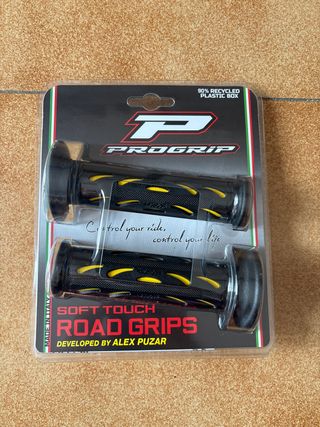 90% RECYCLED
PLASTIC BOX
P
PROGRIP
Control your ride,
control your life
SOFT TOUCH
ROAD GRIPS
DEVELOPED BY ALEX PUZAR
MADE IN ITALY